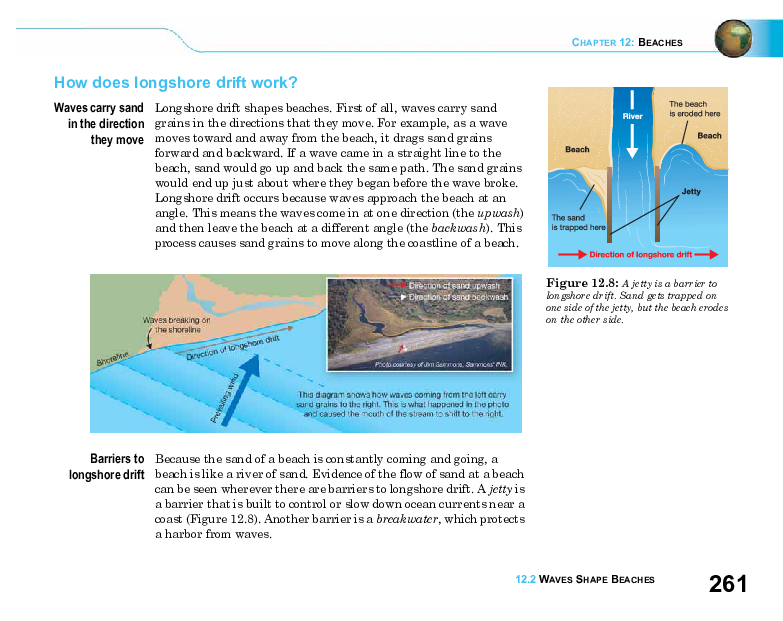 CHAPTER 12: BEACHES
How does longshore drift work?
Waves carry sand
in the direction
they move
Longshore drift shapes beaches. First of all, waves carry sand
grains in the directions that they move. For example, as a wave
moves toward and away from the beach, it drags sand grains
forward and backward. If a wave came in a straight line to the
beach, sand would go up and back the same path. The sand grains
would end up just about where they began before the wave broke.
Longshore drift occurs because waves approach the beach at an
angle. This means the waves come in at one direction (the upwash)
and then leave the beach at a different angle (the backwash). This
process causes sand grains to move along the coastline of a beach.
River
The beach
is eroded here
Beach
Beach
Jetty
The sand
is trapped here
Direction of longshore drift
Figure 12.8: A jetty is a barrier to
longshore drift. Sand gets trapped on
one side of the jetty, but the beach erodes
on the other side.
Direction of sand upwash
Direction of sand backwash
Waves breaking on
the shoreline
Shoreline
Direction of longshore drift
Prevailing wind
Photo courtesy of Jim Sammons, Sammons' INK.
This diagram shows how waves coming from the left carry
sand grains to the right. This is what happened in the photo
and caused the mouth of the stream to shift to the right.
Barriers to
longshore drift
Because the sand of a beach is constantly coming and going, a
beach is like a river of sand. Evidence of the flow of sand at a beach
can be seen wherever there are barriers to longshore drift. A jetty is
a barrier that is built to control or slow down ocean currents near a
coast (Figure 12.8). Another barrier is a breakwater, which protects
a harbor from waves.
12.2 WAVES SHAPE BEACHES
261